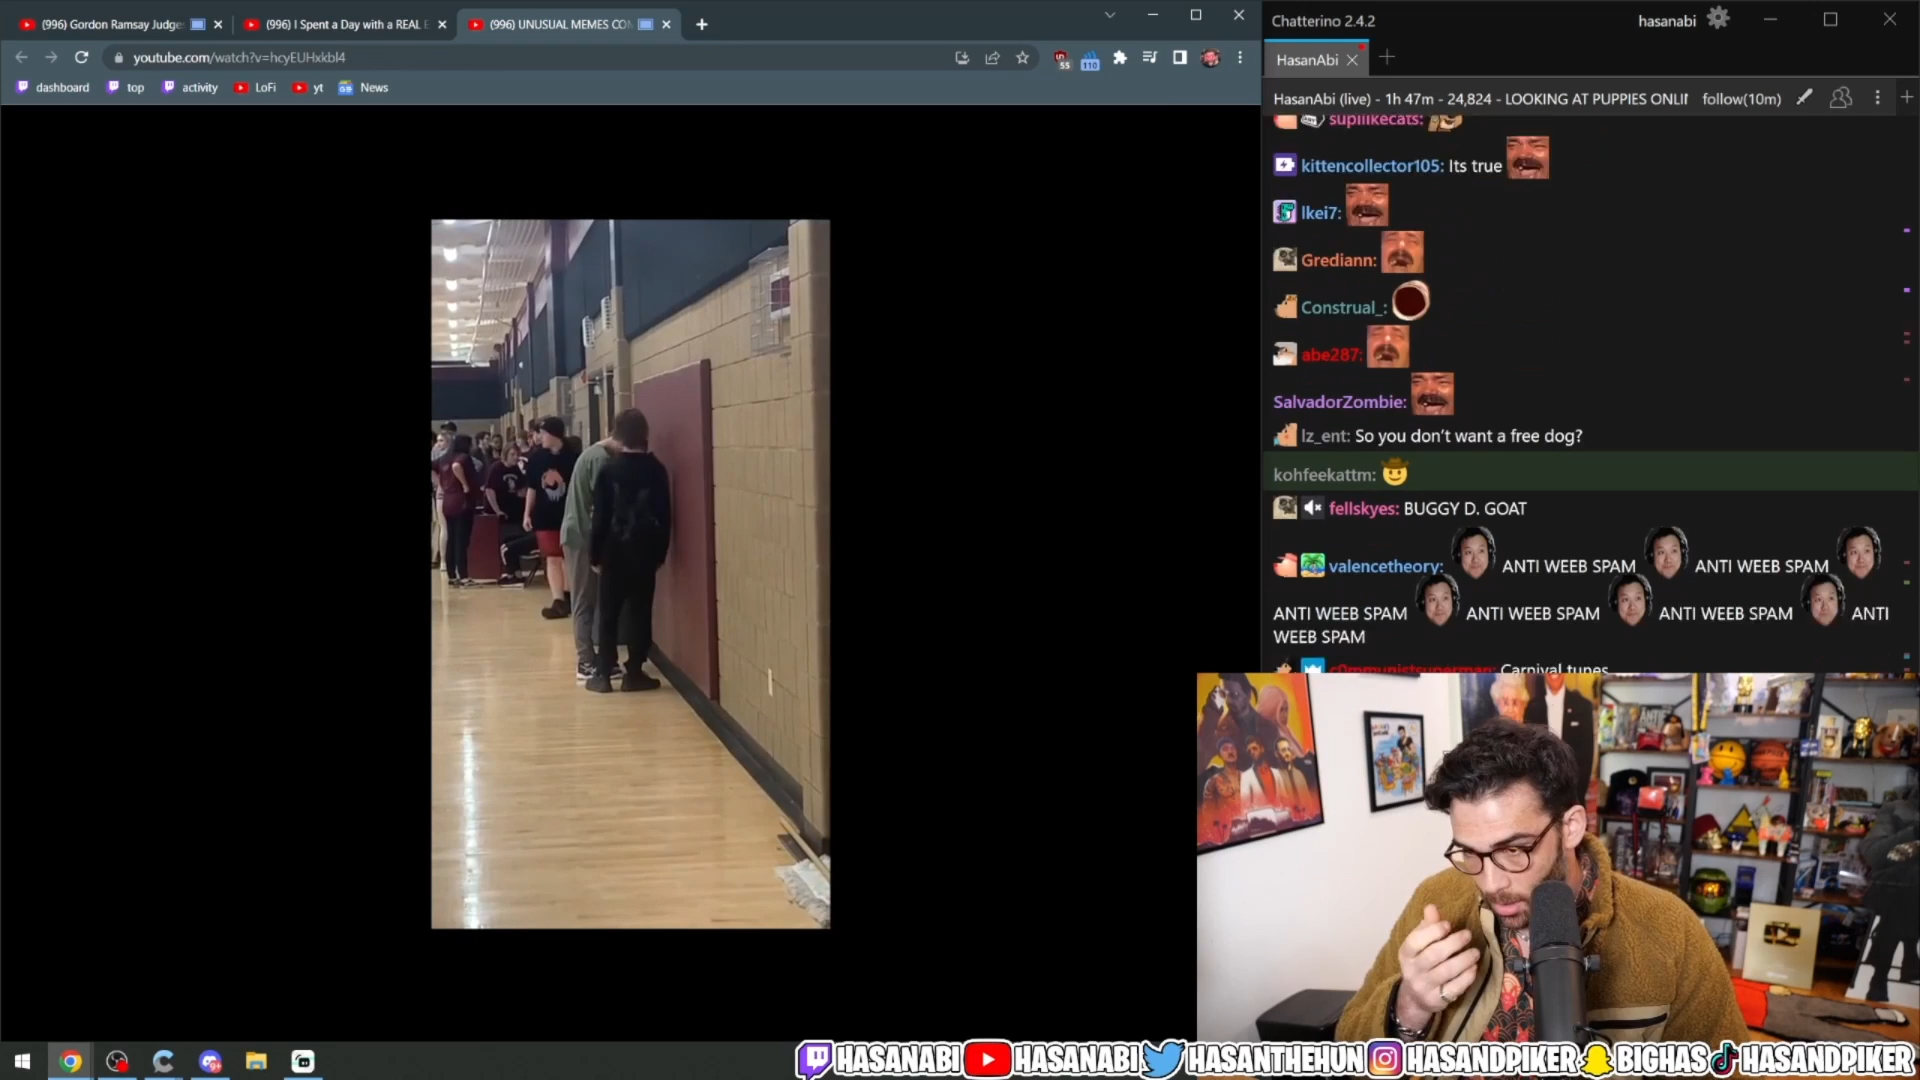 (996) Gordon Ramsay Judge
(996) I Spent a Day with a REAL E
(996) UNUSUAL MEMES CO
youtube.com/watch?v=hcyEUHxkbl4
55
110
dashboard
top
activity
LoFi
yt
News
Chatterino 2.4.2
hasanabi
HasanAbi
HasanAbi (live) - 1h 47m - 24,824 - LOOKING AT PUPPIES ONLI
follow(10m)
suplikecats:
kittencollector105: Its true
lkei7:
Grediann:
Construal_:
abe287:
SalvadorZombie:
lz_ent: So you don't want a free dog?
kohfeekattm:
fellskyes: BUGGY D. GOAT
valencetheory: ANTI WEEB SPAM ANTI WEEB SPAM
ANTI WEEB SPAM ANTI WEEB SPAM ANTI WEEB SPAM ANTI
WEEB SPAM
c0mmunistsuperman: Carnival tunes
HASANABI HASANABI HASANTHEHUN HASANDPIKER BIGHAS HASANDPIKER